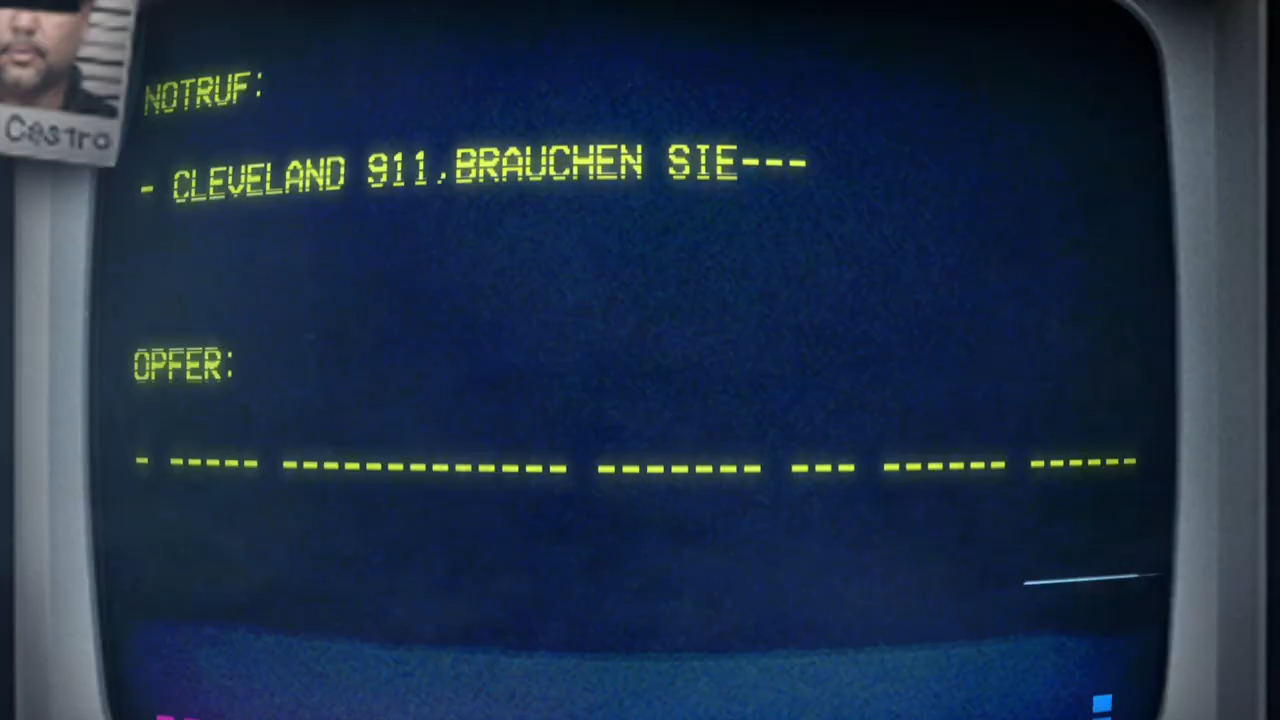 Castro
NOTRUF:
- CLEVELAND 911,BRAUCHEN SIE---
OPFER:
- ----- -------------- ------- --- ------ ------